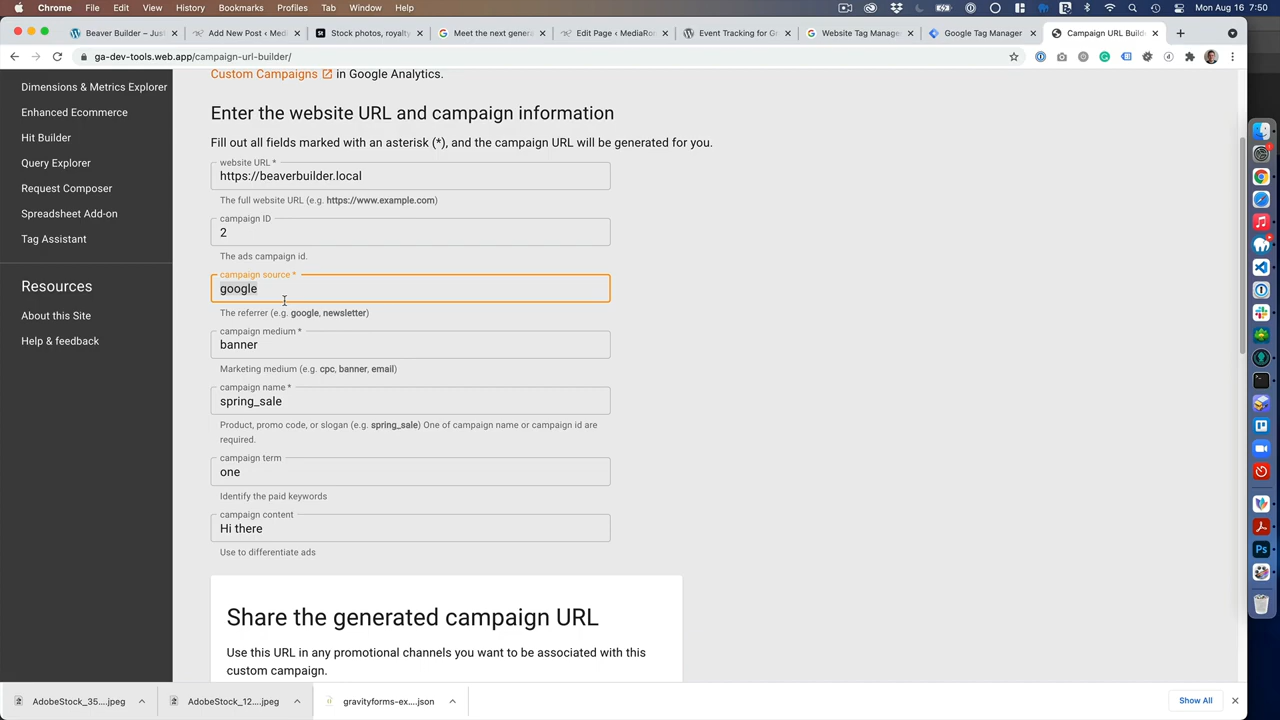 Chrome File Edit View History Bookmarks Profiles Tab Window Help
Mon Aug 16 7:50
Beaver Builder – Jus
Add New Post ‹ Med
Stock photos, royalty
Meet the next genera
Edit Page ‹ MediaRon
Event Tracking for Gr
Website Tag Manage
Google Tag Manager
Campaign URL Build
ga-dev-tools.web.app/campaign-url-builder/
Dimensions & Metrics Explorer
Enhanced Ecommerce
Hit Builder
Query Explorer
Request Composer
Spreadsheet Add-on
Tag Assistant
Resources
About this Site
Help & feedback
Custom Campaigns in Google Analytics.
Enter the website URL and campaign information
Fill out all fields marked with an asterisk (*), and the campaign URL will be generated for you.
website URL *
https://beaverbuilder.local
The full website URL (e.g. https://www.example.com)
campaign ID
2
The ads campaign id.
campaign source *
google
The referrer (e.g. google, newsletter)
campaign medium *
banner
Marketing medium (e.g. cpc, banner, email)
campaign name *
spring_sale
Product, promo code, or slogan (e.g. spring_sale) One of campaign name or campaign id are
required.
campaign term
one
Identify the paid keywords
campaign content
Hi there
Use to differentiate ads
Share the generated campaign URL
Use this URL in any promotional channels you want to be associated with this
custom campaign.
AdobeStock_35....jpeg
AdobeStock_12....jpeg
gravityforms-ex....json
Show All